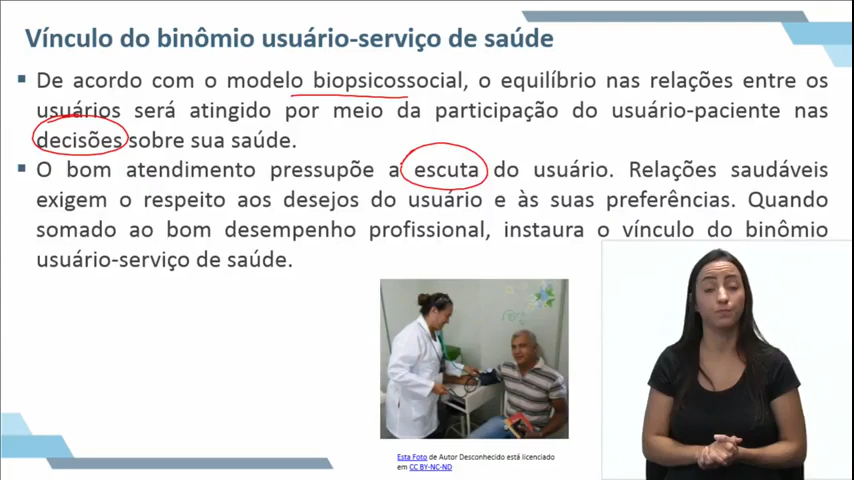 Vínculo do binômio usuário-serviço de saúde
De acordo com o modelo biopsicossocial, o equilíbrio nas relações entre os
usuários será atingido por meio da participação do usuário-paciente nas
decisões sobre sua saúde.
O bom atendimento pressupõe a escuta do usuário. Relações saudáveis
exigem o respeito aos desejos do usuário e às suas preferências. Quando
somado ao bom desempenho profissional, instaura o vínculo do binômio
usuário-serviço de saúde.
Esta Foto de Autor Desconhecido está licenciado
em CC BY-NC-ND